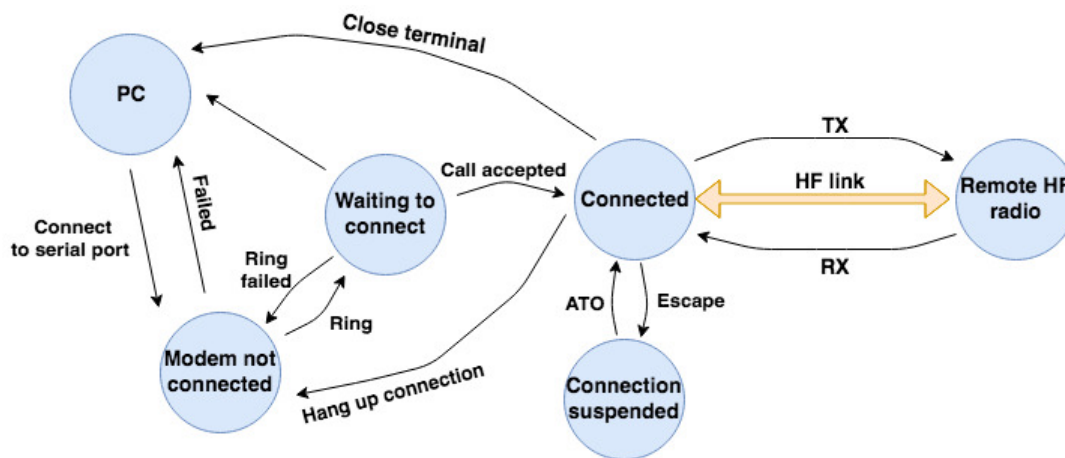 Close terminal
PC
TX
Call accepted
HF link
Failed
Waiting to
connect
Connected
Remote HF
radio
Connect
to serial port
RX
Ring
failed
ATO
Escape
Ring
Modem not
connected
Hang up connection
Connection
suspended